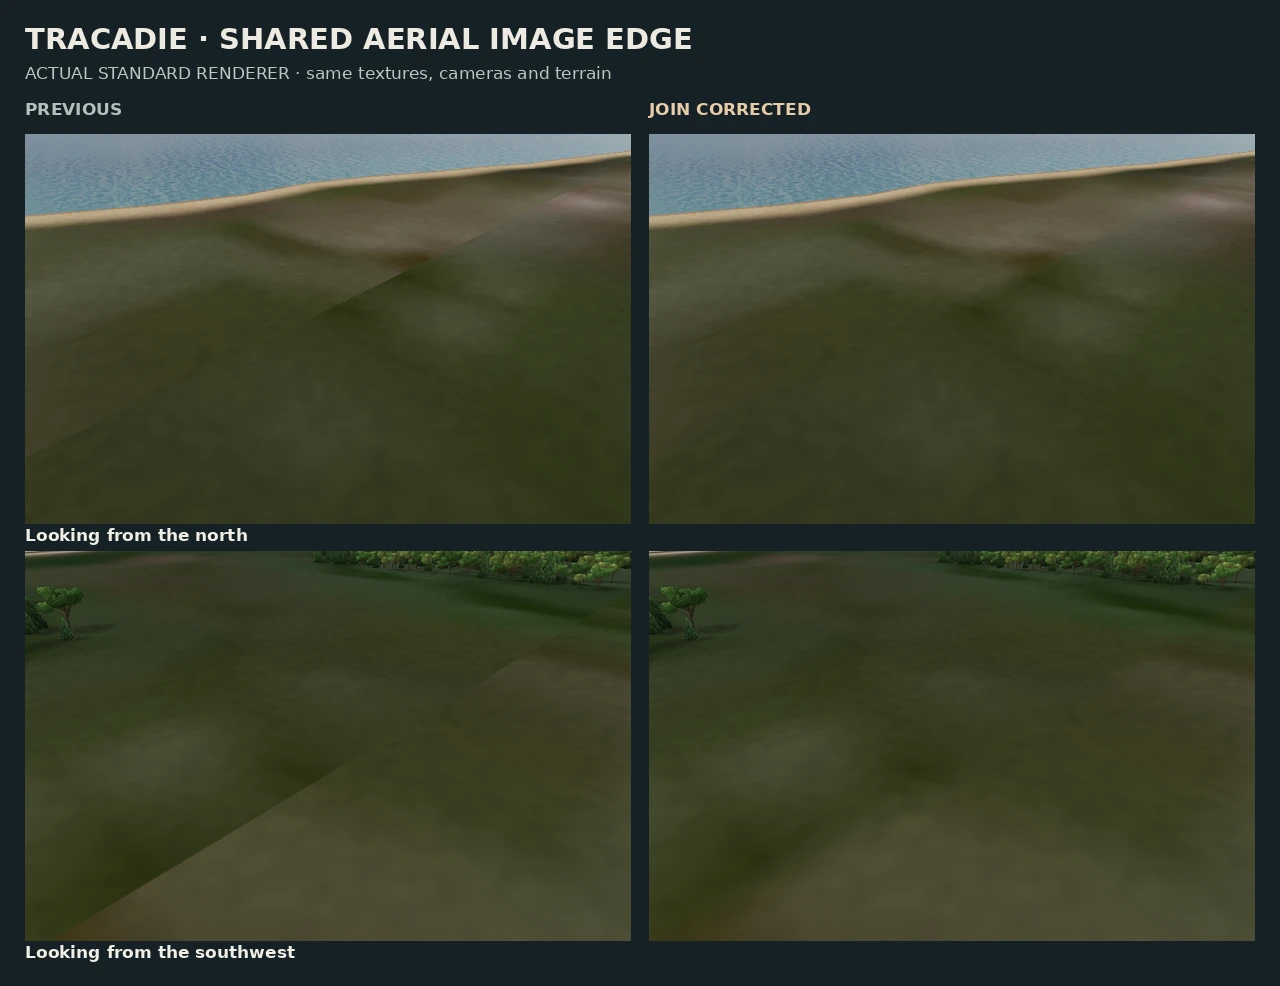 TRACADIE · SHARED AERIAL IMAGE EDGE
ACTUAL STANDARD RENDERER · same textures, cameras and terrain
PREVIOUS
JOIN CORRECTED
Looking from the north
Looking from the southwest